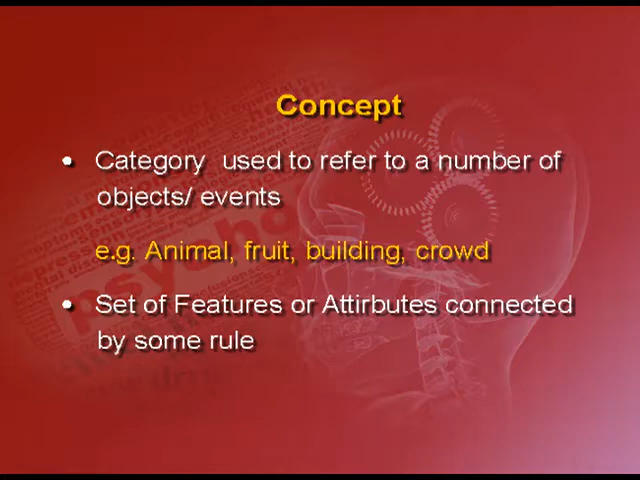 Concept
• Category used to refer to a number of
objects/ events
e.g. Animal, fruit, building, crowd
• Set of Features or Attirbutes connected
by some rule
psycho